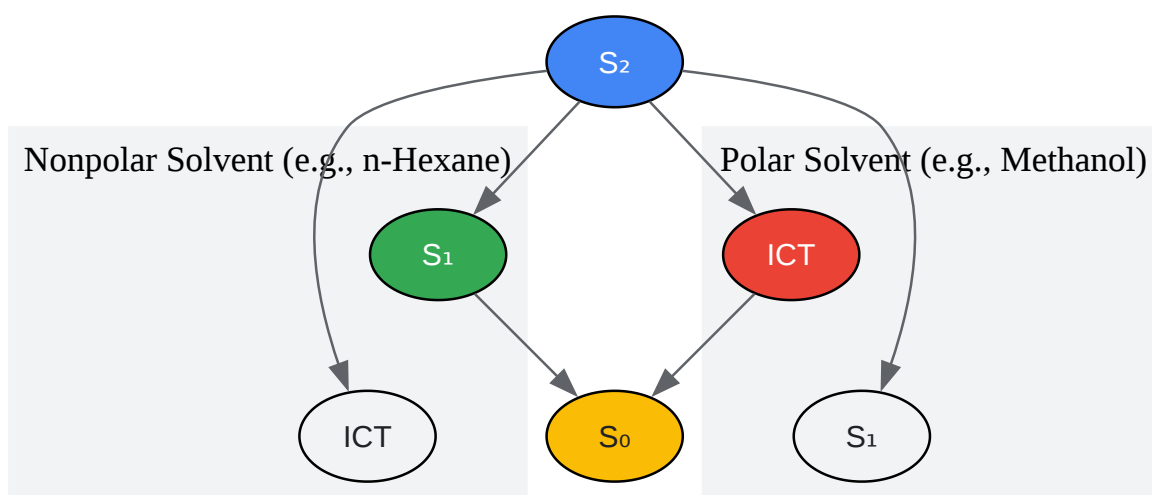 S₂
Nonpolar Solvent (e.g., n-Hexane)
Polar Solvent (e.g., Methanol)
S₁
ICT
ICT
S₀
S₁